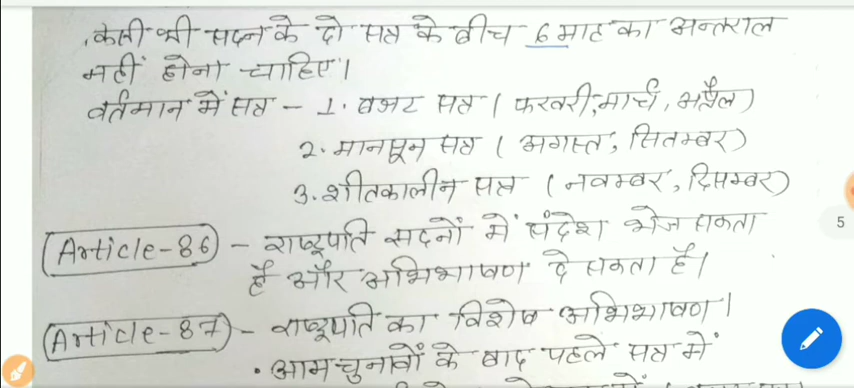 किसी भी सदन के दो सत्र के बीच 6 माह का अन्तराल
नहीं होना चाहिए।
वर्तमान में सत्र - 1. बजट सत्र ( फरवरी, मार्च, अप्रैल)
2. मानसून सत्र ( अगस्त, सितम्बर)
3. शीतकालीन सत्र ( नवम्बर, दिसम्बर)
Article-86 - राष्ट्रपति सदनों में संदेश भेज सकता
है और अभिभाषण दे सकता है।
Article-87 - राष्ट्रपति का विशेष अभिभाषण।
• आम चुनावों के बाद पहले सत्र में
5